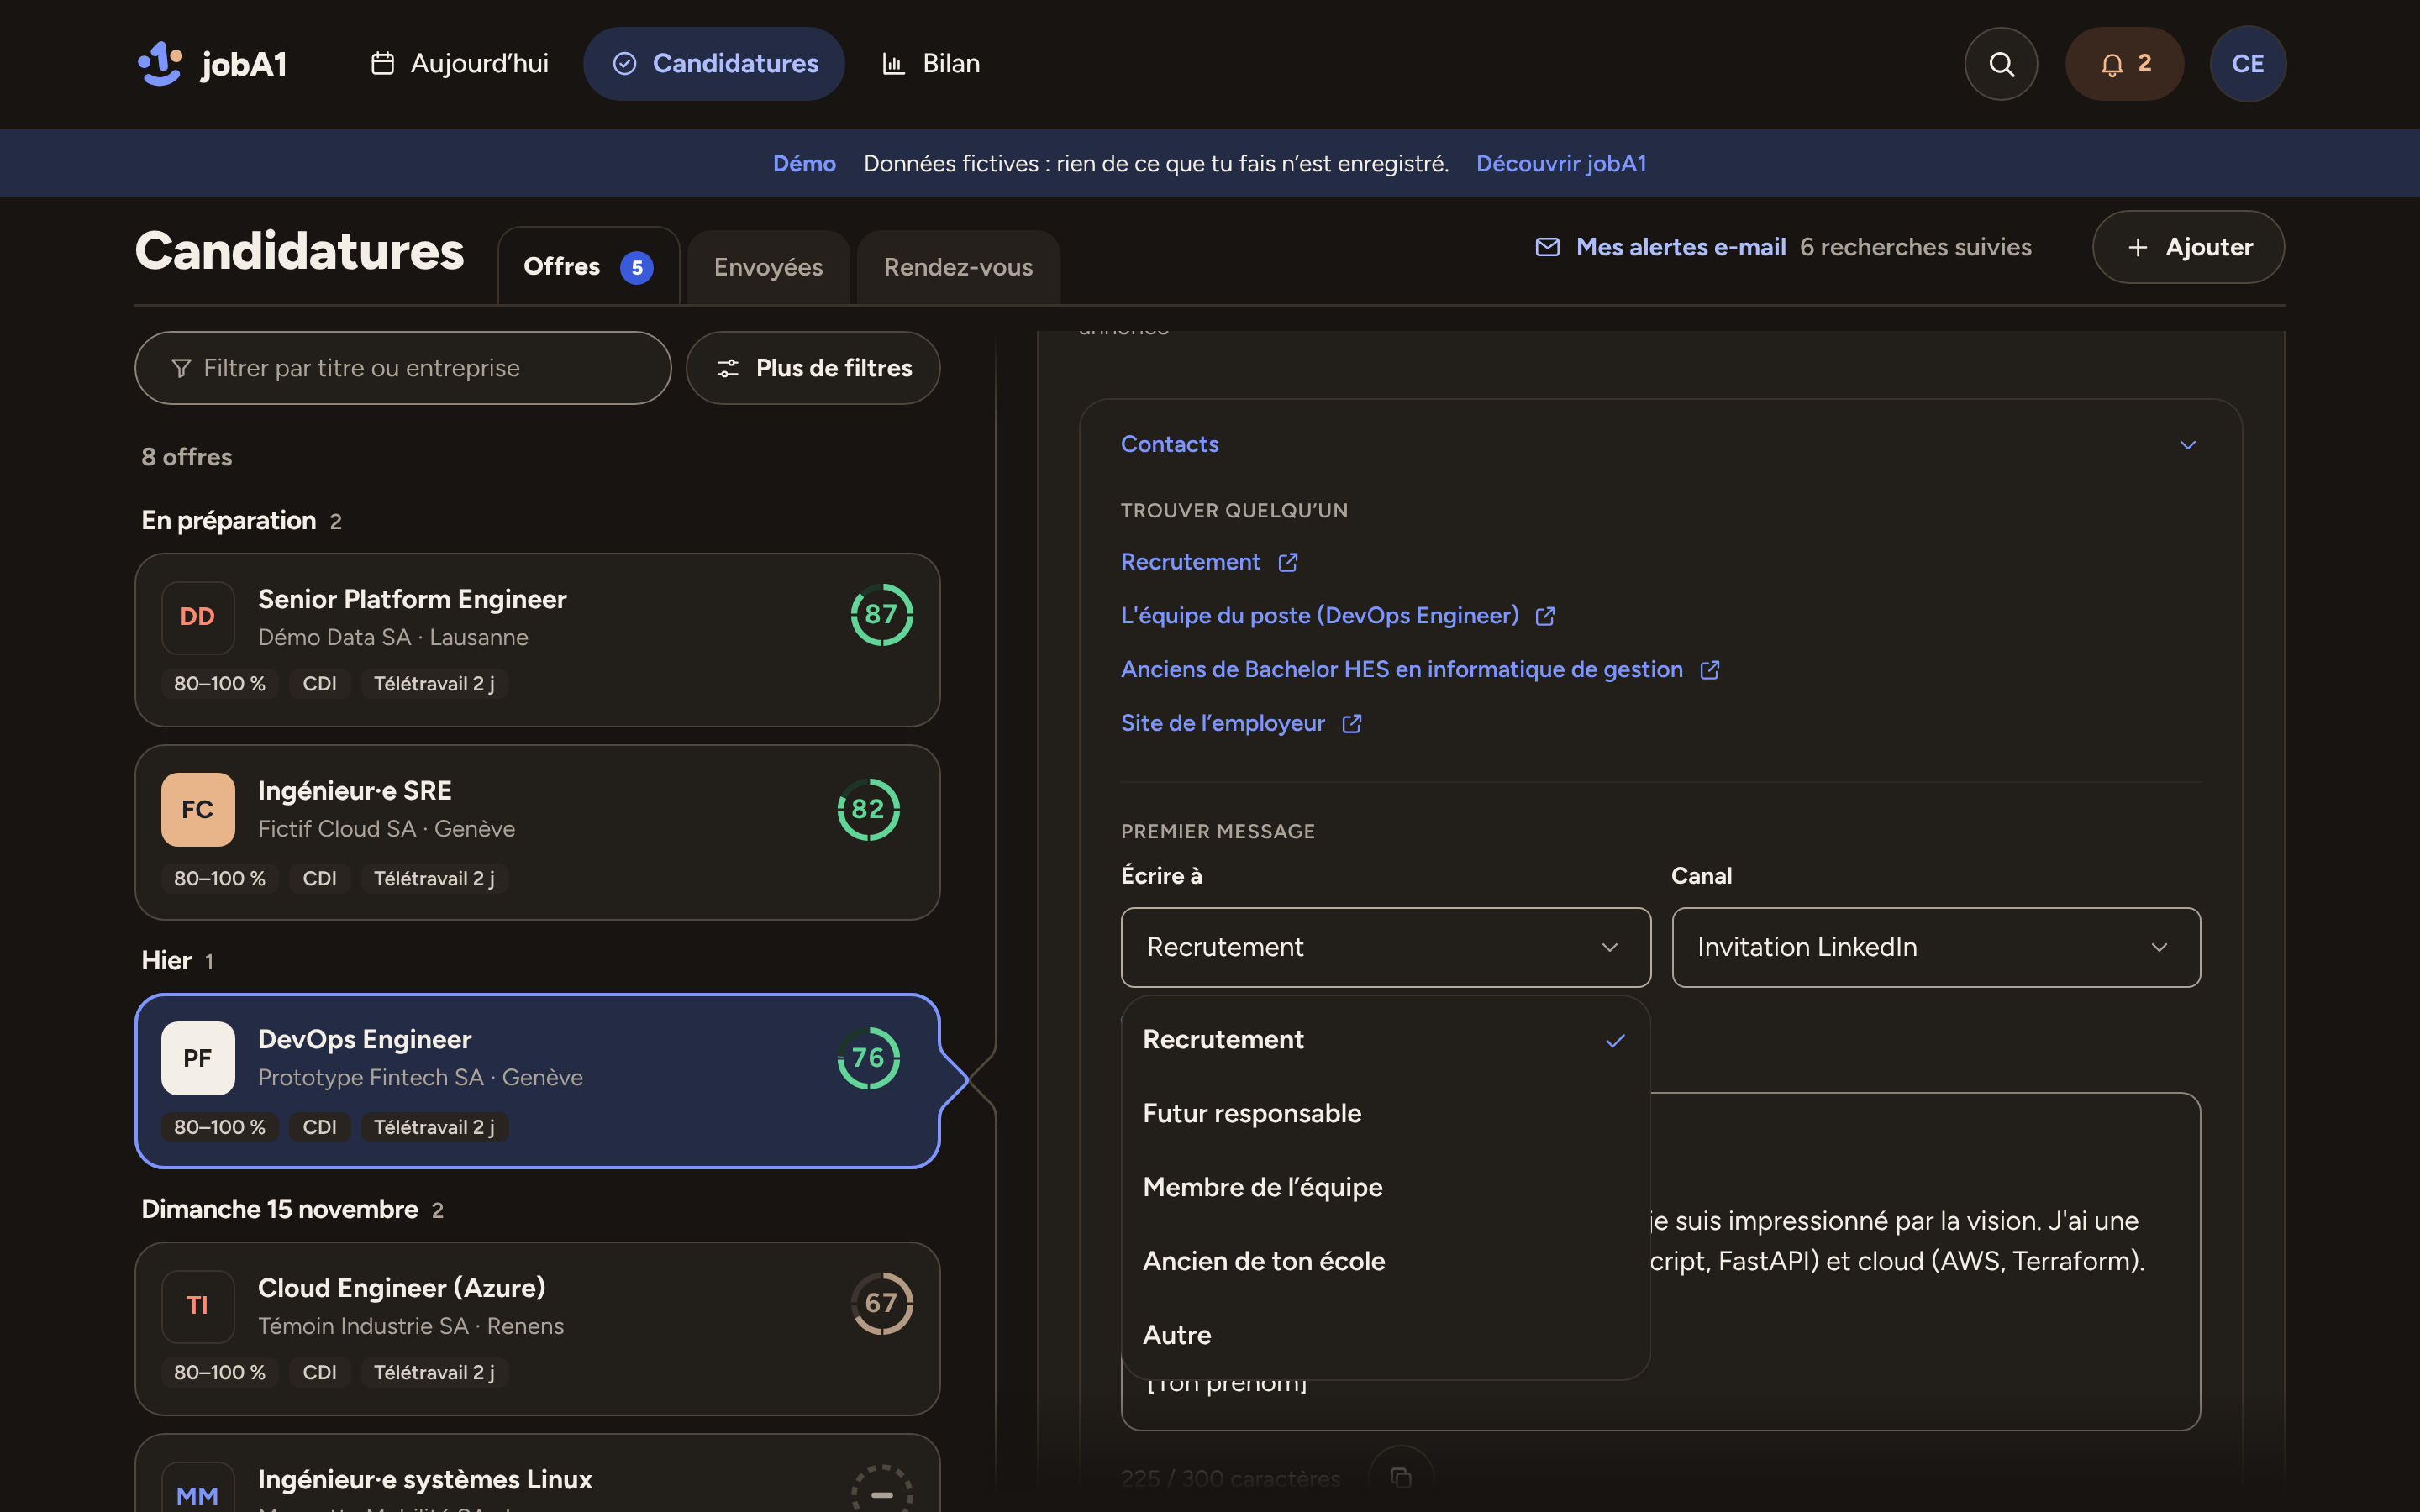 jobA1
Aujourd’hui
Candidatures
Bilan
2
CE
Démo Données fictives : rien de ce que tu fais n’est enregistré. Découvrir jobA1
Candidatures
Offres 5
Envoyées
Rendez-vous
Mes alertes e-mail 6 recherches suivies
Ajouter
Filtrer par titre ou entreprise
Plus de filtres
8 offres
En préparation 2
DD
Senior Platform Engineer
Démo Data SA · Lausanne
87
80–100 % CDI Télétravail 2 j
FC
Ingénieur·e SRE
Fictif Cloud SA · Genève
82
80–100 % CDI Télétravail 2 j
Hier 1
PF
DevOps Engineer
Prototype Fintech SA · Genève
76
80–100 % CDI Télétravail 2 j
Dimanche 15 novembre 2
TI
Cloud Engineer (Azure)
Témoin Industrie SA · Renens
67
80–100 % CDI Télétravail 2 j
MM
Ingénieur·e systèmes Linux
Contacts
TROUVER QUELQU’UN
Recrutement
L'équipe du poste (DevOps Engineer)
Anciens de Bachelor HES en informatique de gestion
Site de l’employeur
PREMIER MESSAGE
Écrire à
Canal
Recrutement
Invitation LinkedIn
Recrutement
Futur responsable
Membre de l’équipe
Ancien de ton école
Autre
je suis impressionné par la vision. J'ai une
cript, FastAPI) et cloud (AWS, Terraform).
[Ton prénom]
225 / 300 caractères